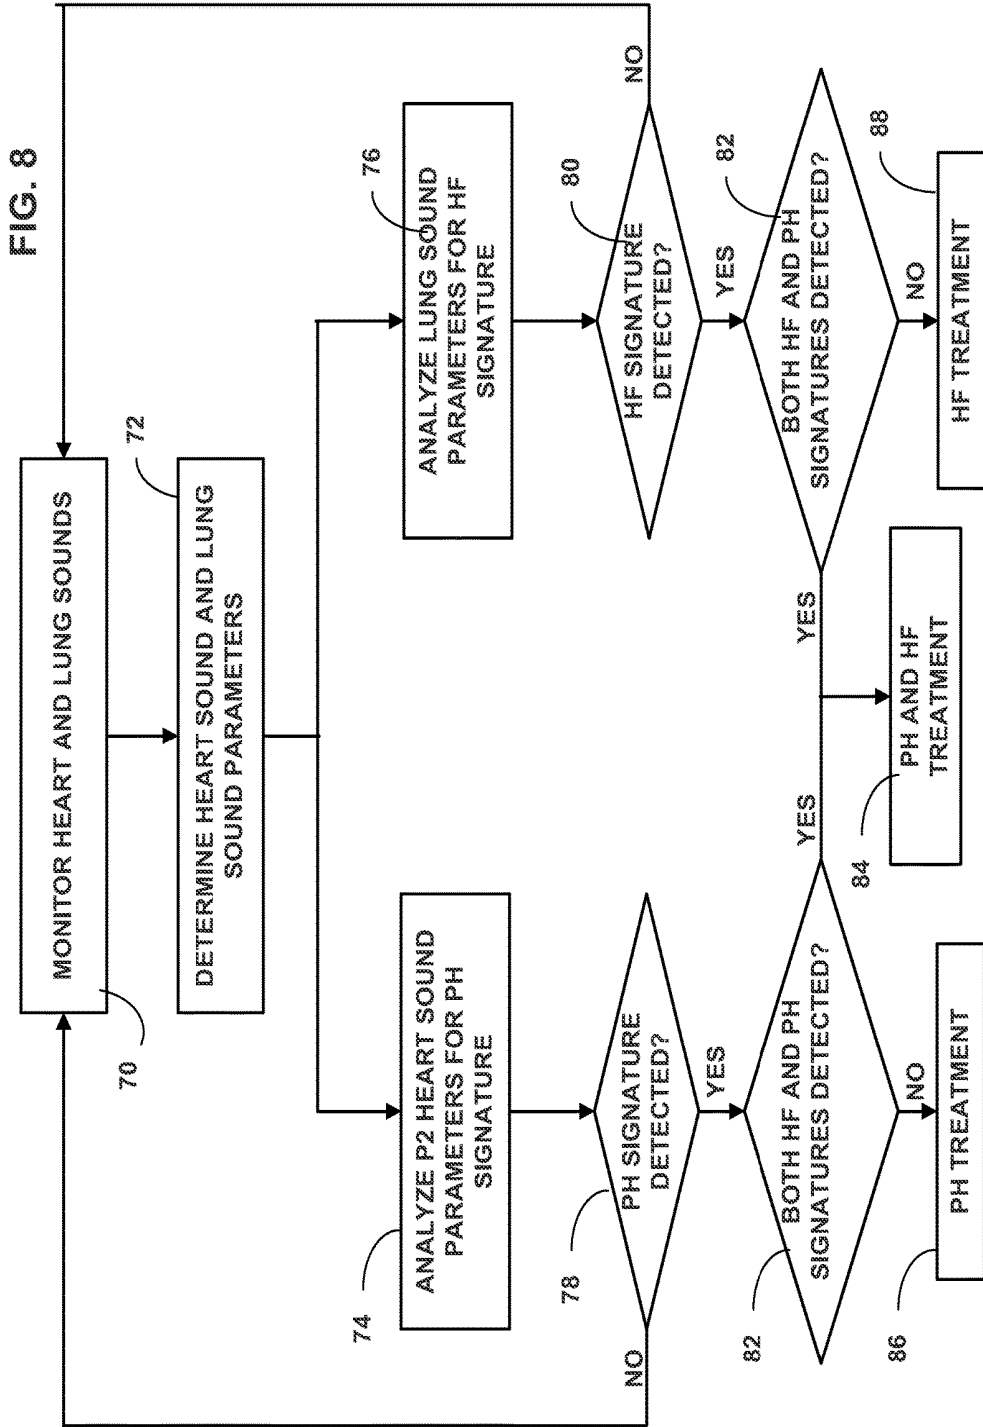 FIG. 8
MONITOR HEART AND LUNG SOUNDS
70
DETERMINE HEART SOUND AND LUNG
SOUND PARAMETERS
72
ANALYZE P2 HEART SOUND
PARAMETERS FOR PH
SIGNATURE
74
ANALYZE LUNG SOUND
PARAMETERS FOR HF
SIGNATURE
76
PH SIGNATURE
DETECTED?
78
NO
YES
HF SIGNATURE
DETECTED?
80
NO
YES
BOTH HF AND PH
SIGNATURES DETECTED?
82
YES
NO
BOTH HF AND PH
SIGNATURES DETECTED?
82
YES
NO
PH AND HF
TREATMENT
84
PH TREATMENT
86
HF TREATMENT
88